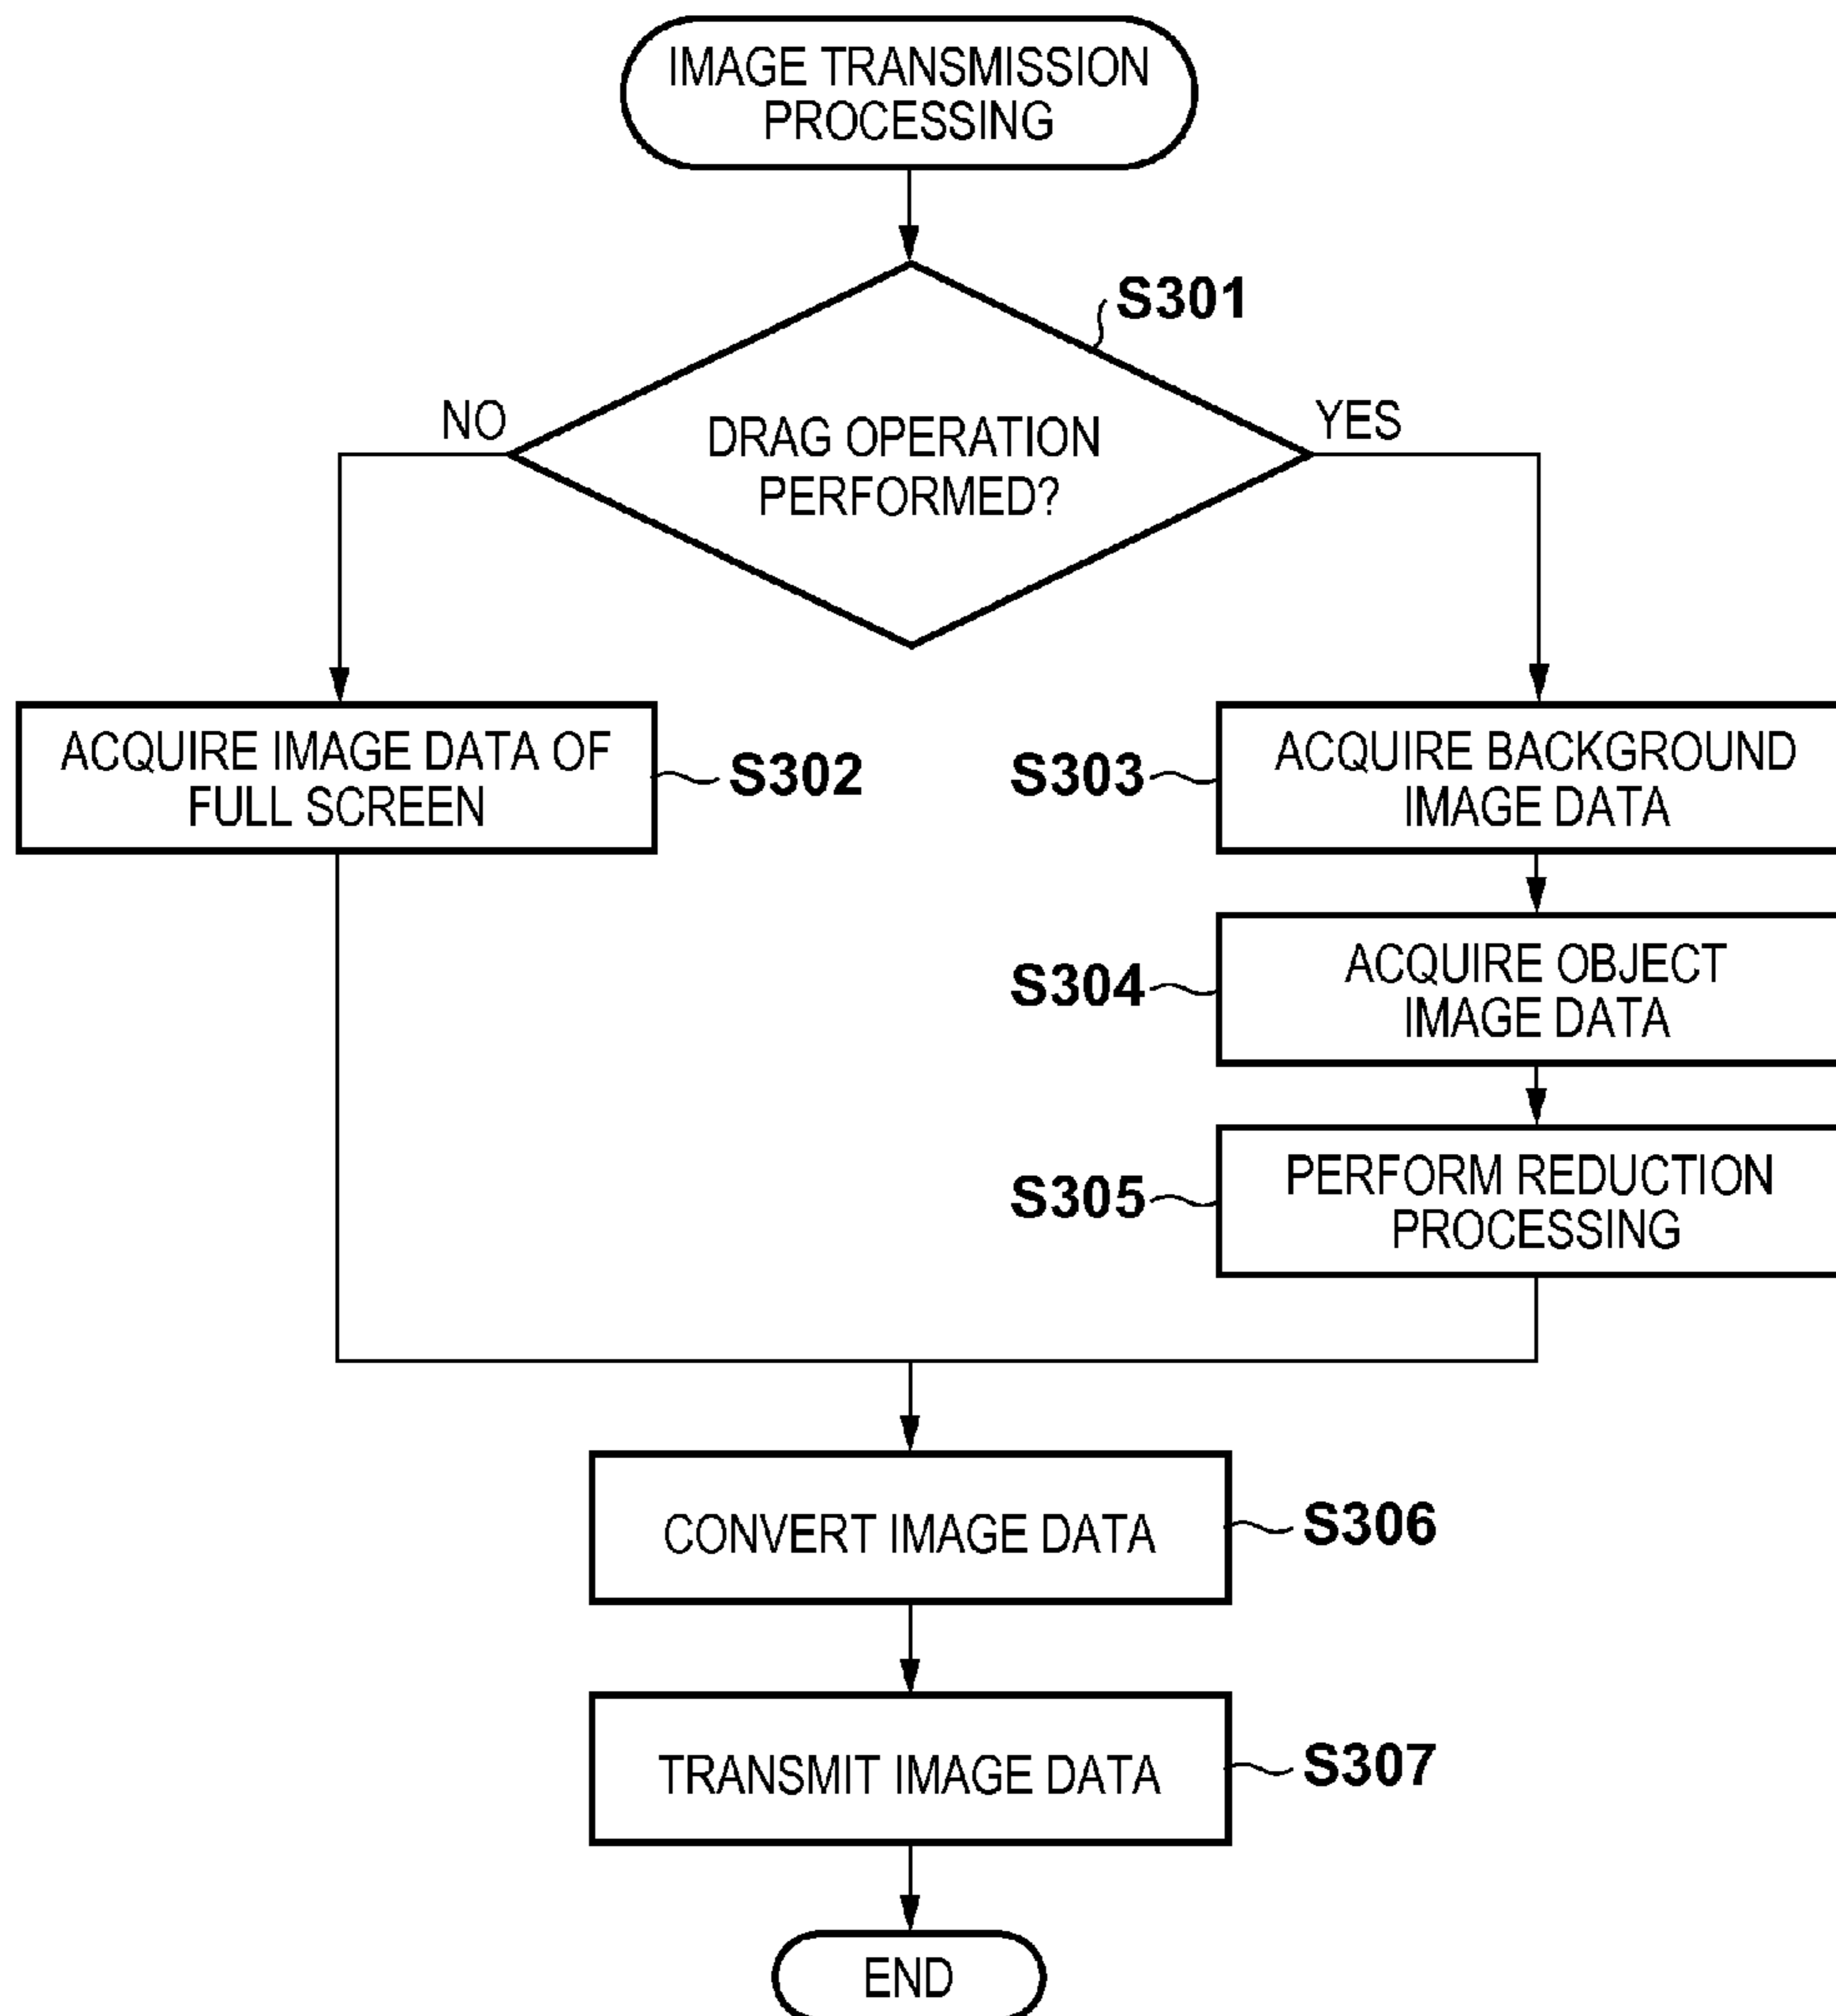 IMAGE TRANSMISSION
PROCESSING
S301
NO
YES
DRAG OPERATION
PERFORMED?
ACQUIRE IMAGE DATA OF
FULL SCREEN
S302
S303
ACQUIRE BACKGROUND
IMAGE DATA
S304
ACQUIRE OBJECT
IMAGE DATA
S305
PERFORM REDUCTION
PROCESSING
CONVERT IMAGE DATA
S306
TRANSMIT IMAGE DATA
S307
END